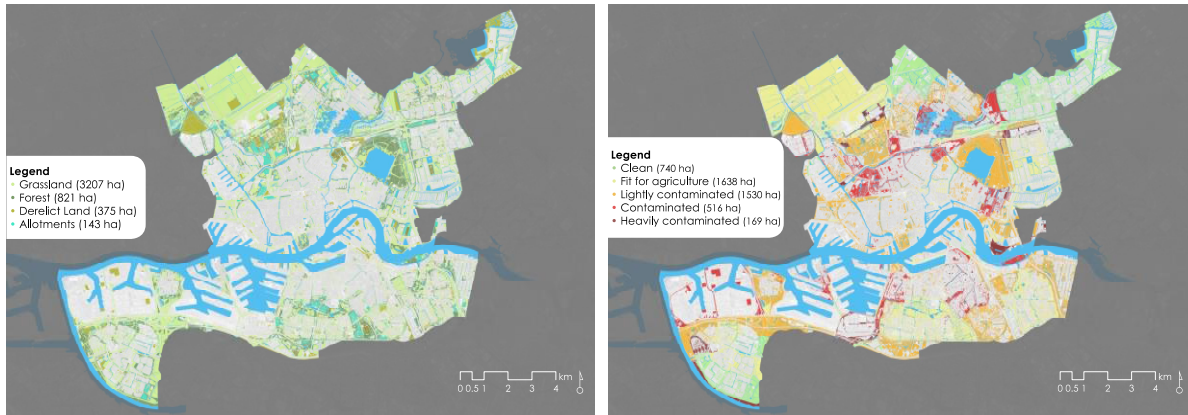 Legend
Grassland (3207 ha)
Forest (821 ha)
Derelict Land (375 ha)
Allotments (143 ha)
km
0 0.5 1 2 3 4
Legend
Clean (740 ha)
Fit for agriculture (1638 ha)
Lightly contaminated (1530 ha)
Contaminated (516 ha)
Heavily contaminated (169 ha)
km
0 0.5 1 2 3 4